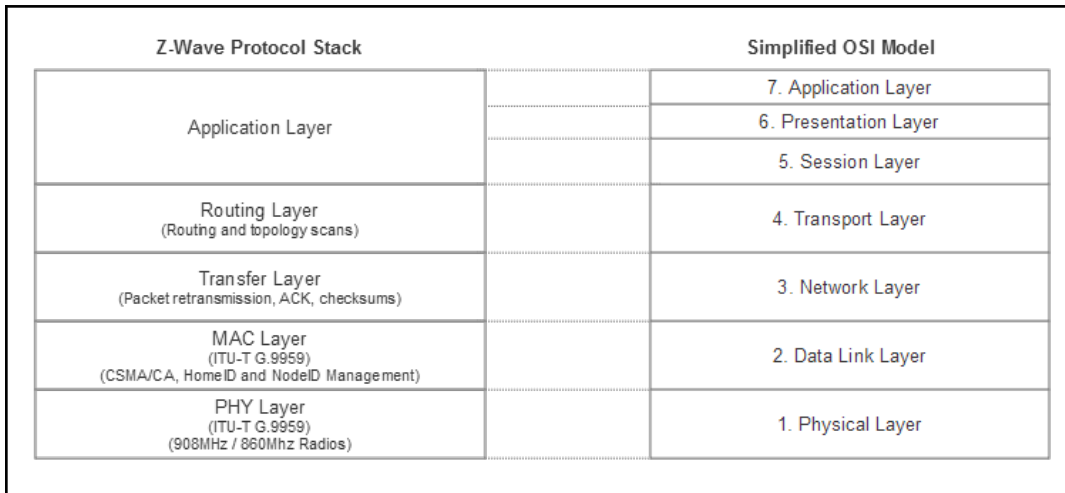 Z-Wave Protocol Stack
Simplified OSI Model
Application Layer
7. Application Layer
6. Presentation Layer
5. Session Layer
Routing Layer
(Routing and topology scans)
4. Transport Layer
Transfer Layer
(Packet retransmission, ACK, checksums)
3. Network Layer
MAC Layer
(ITU-T G.9959)
(CSMA/CA, HomeID and NodeID Management)
2. Data Link Layer
PHY Layer
(ITU-T G.9959)
(908MHz / 860Mhz Radios)
1. Physical Layer